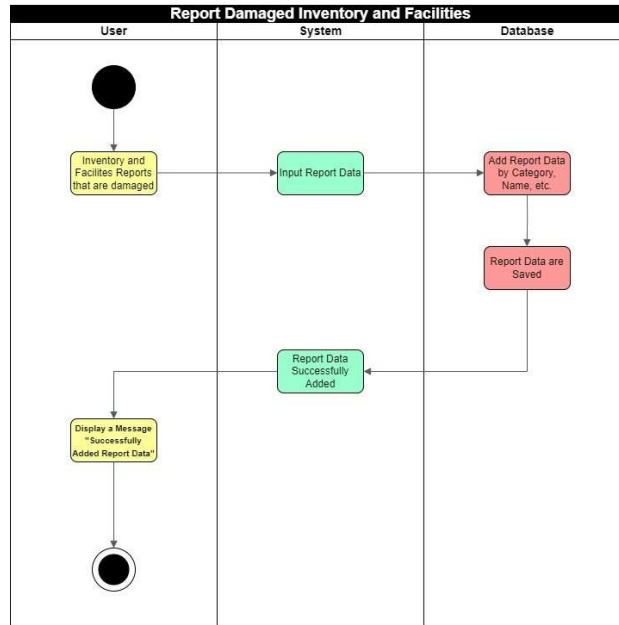 Report Damaged Inventory and Facilities
User
System
Database
Inventory and
Facilites Reports
that are damaged
Input Report Data
Add Report Data
by Category,
Name, etc.
Report Data are
Saved
Report Data
Successfully
Added
Display a Message
"Successfully
Added Report Data"